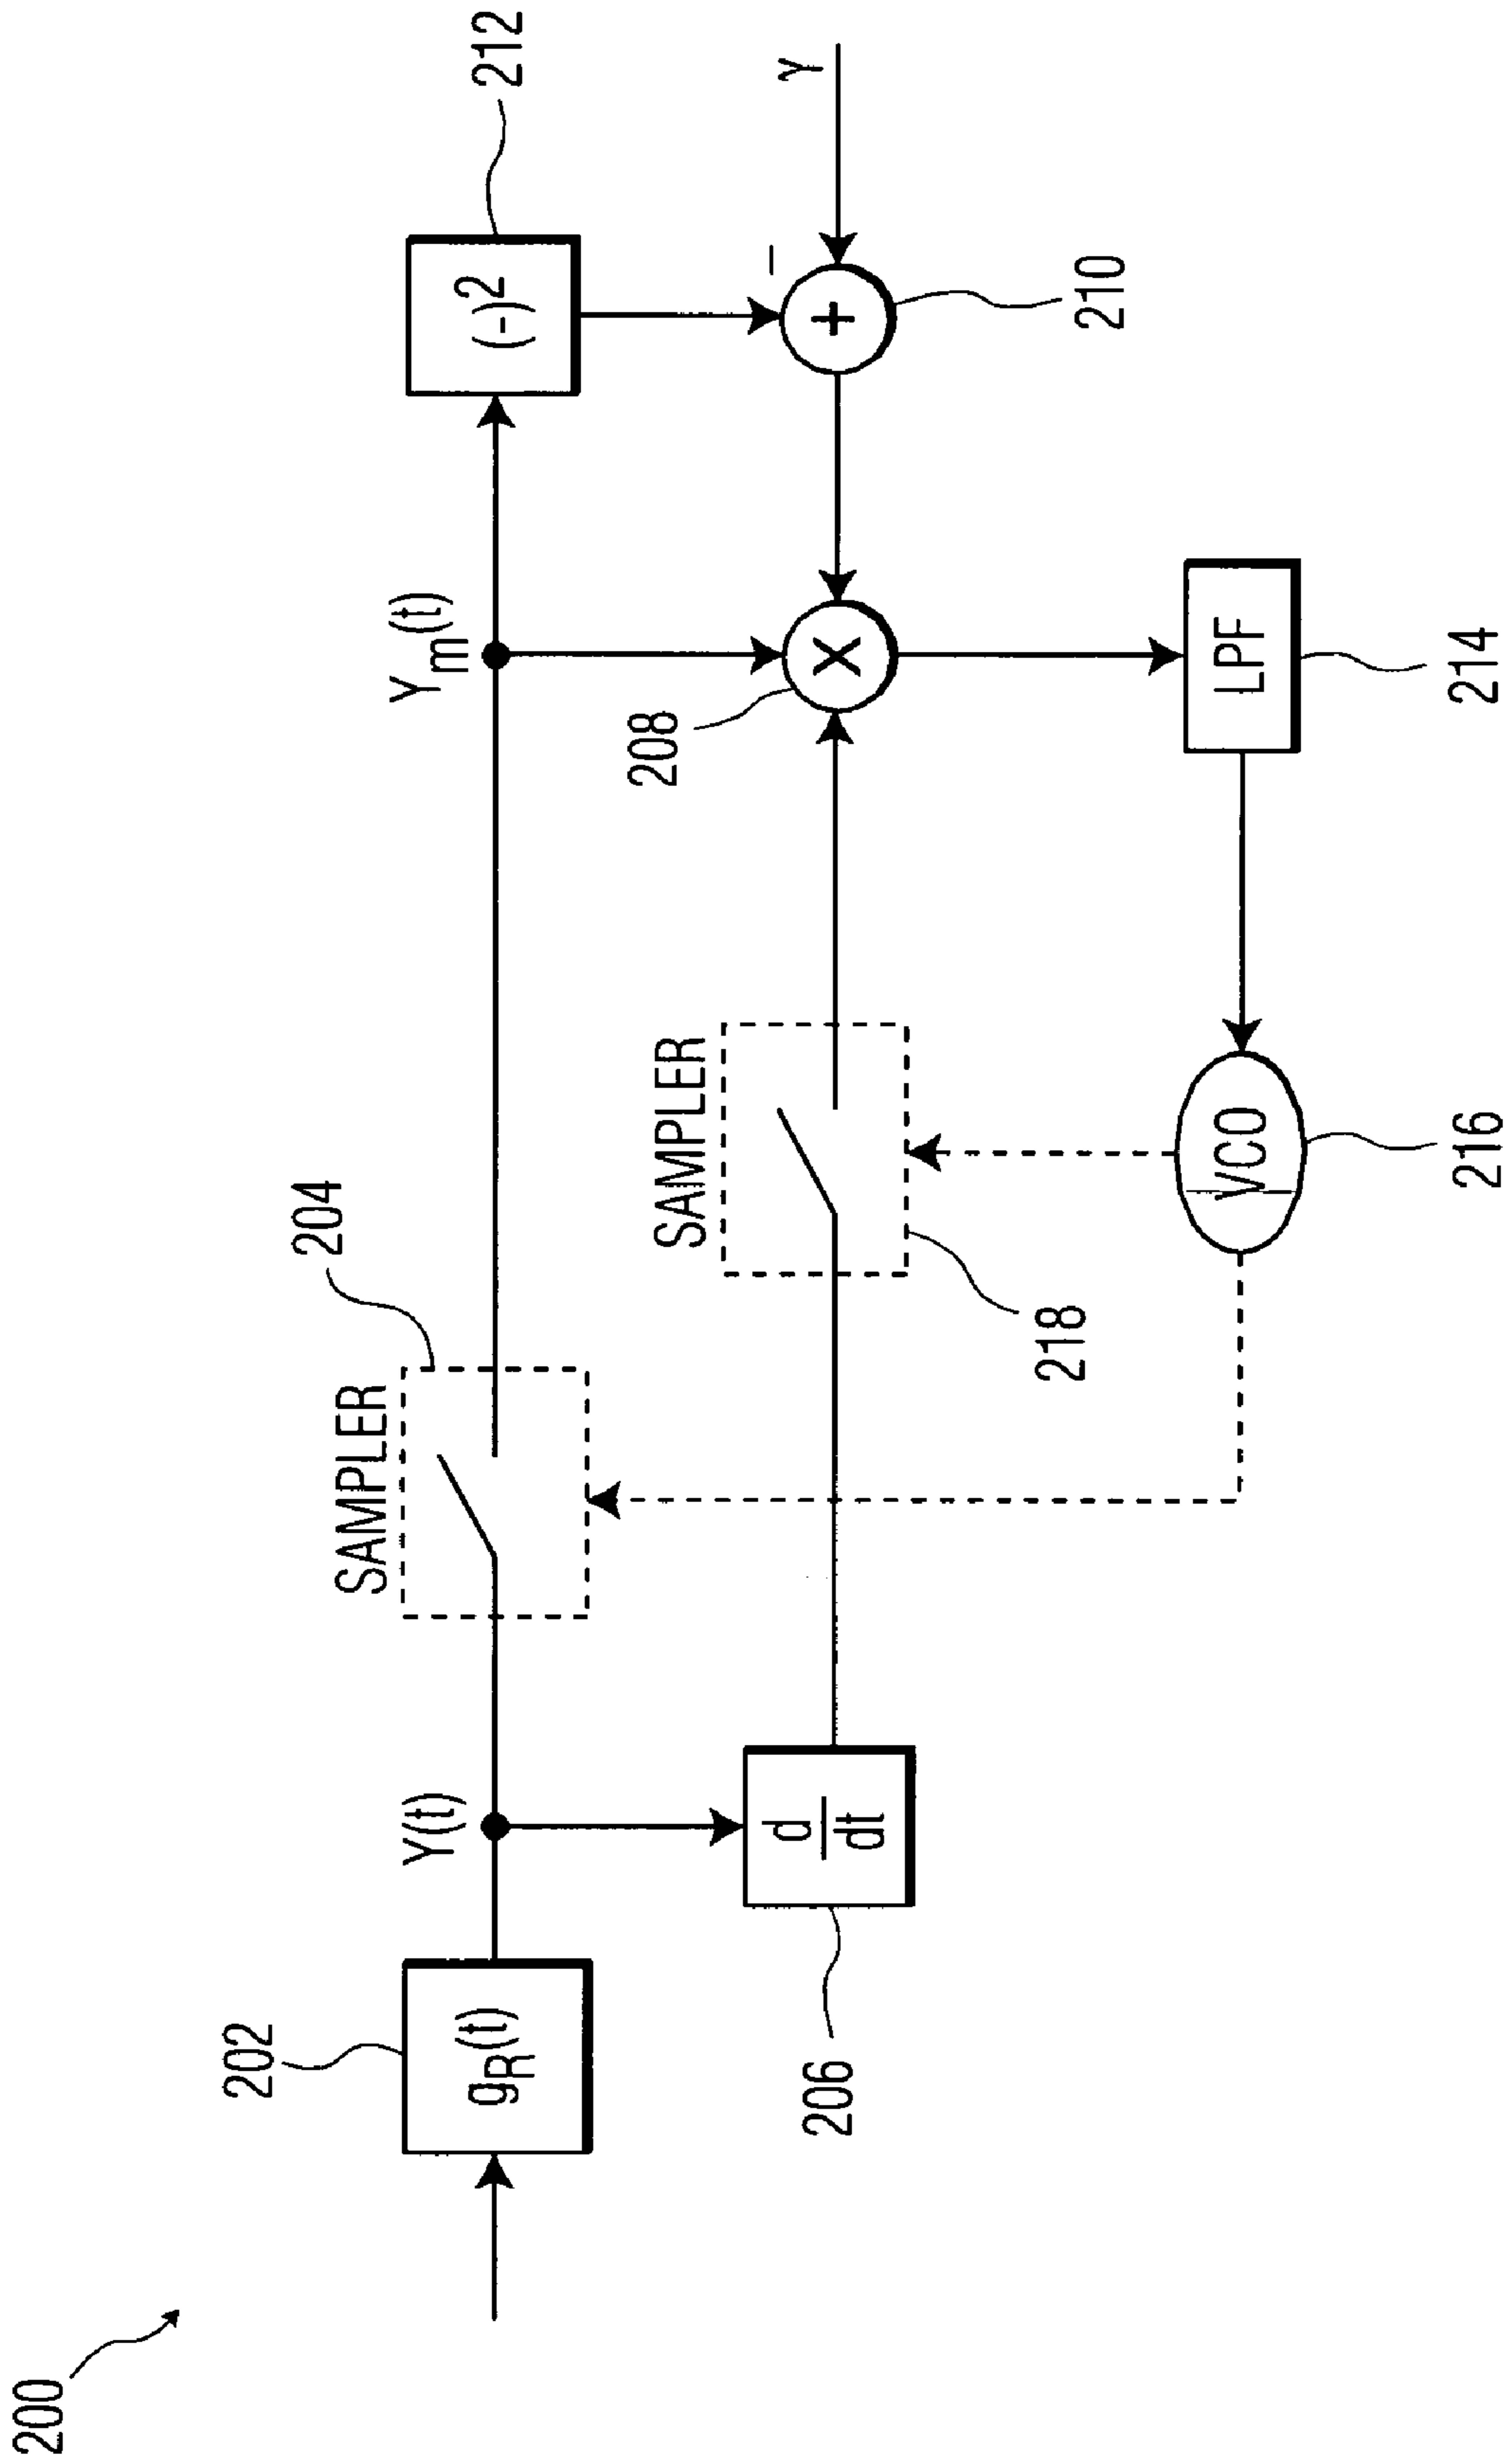 200
202
g_R(t)
Y(t)
206
d
dt
SAMPLER
204
SAMPLER
218
Y_m(t)
208
X
(-)²
212
−
+
210
γ
LPF
214
VCO
216